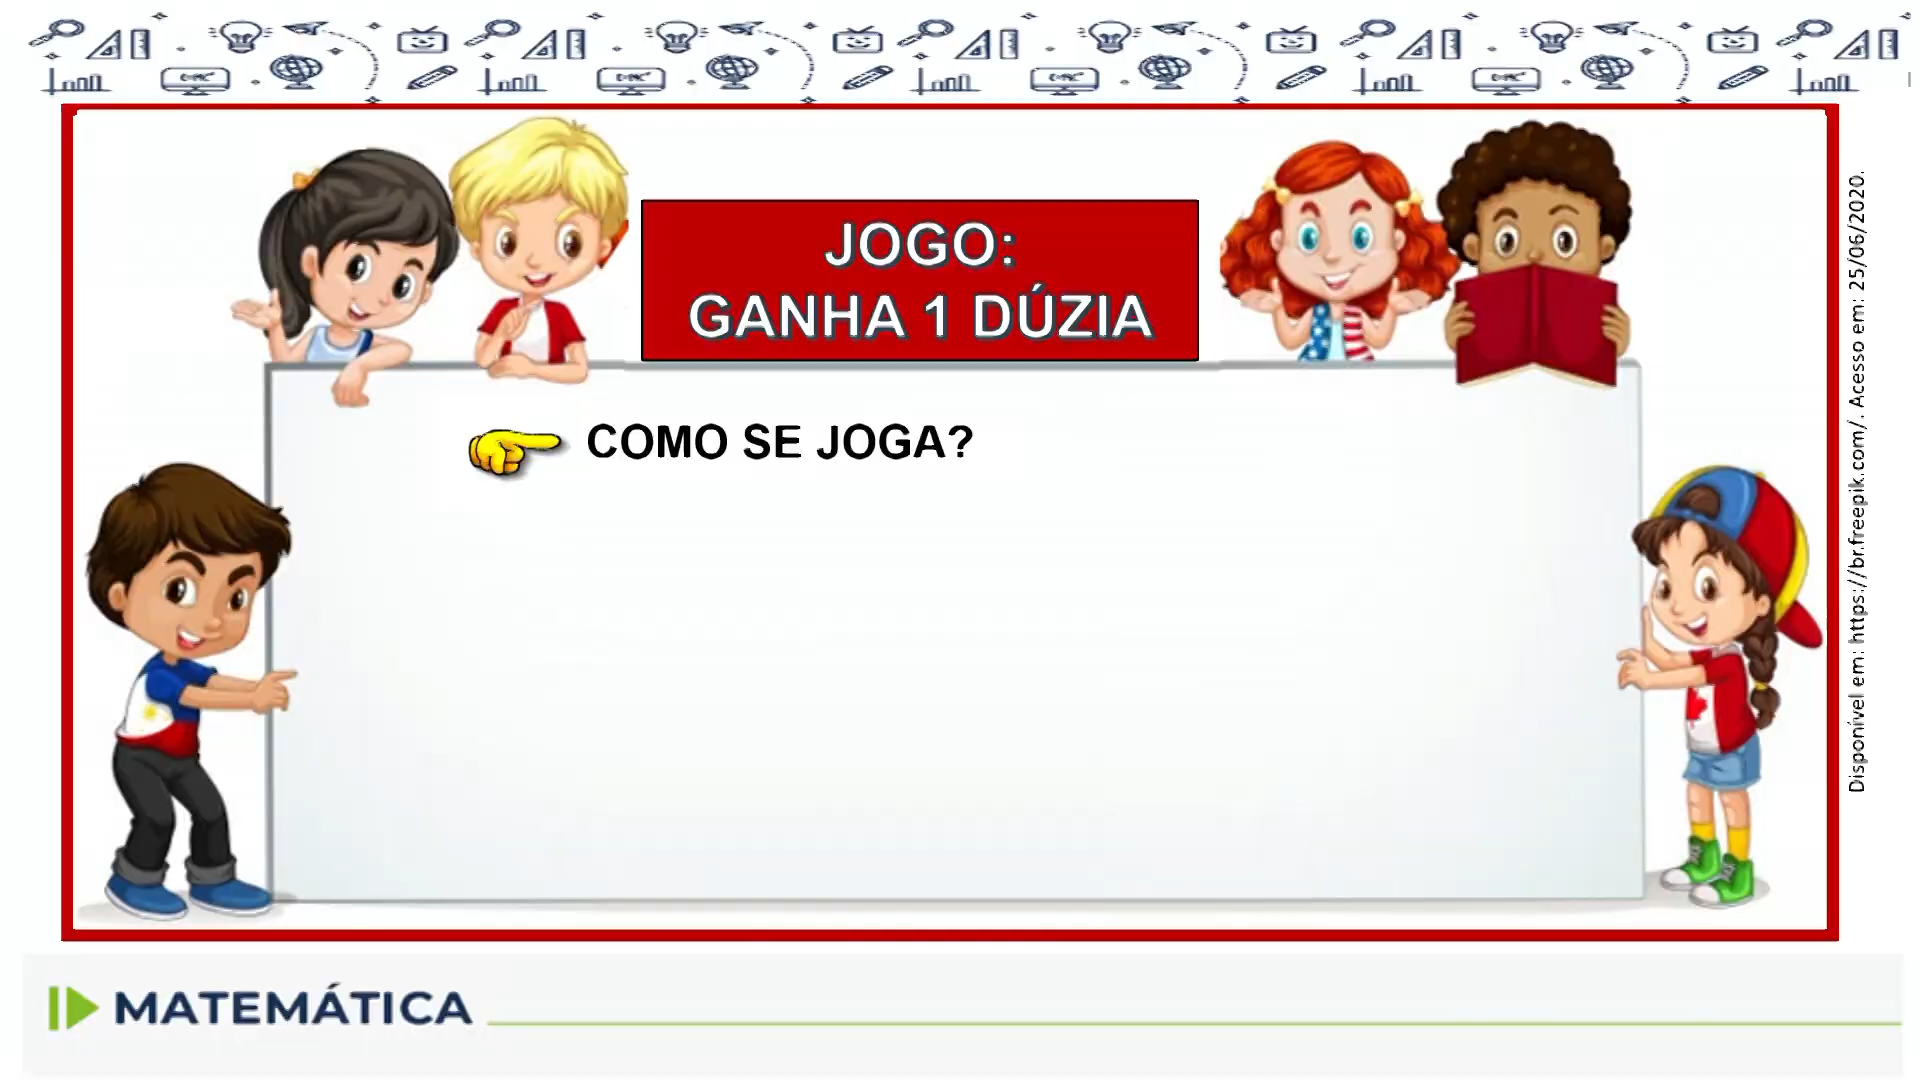 JOGO:
GANHA 1 DÚZIA
COMO SE JOGA?
Disponível em: https://br.freepik.com/. Acesso em: 25/06/2020.
MATEMÁTICA